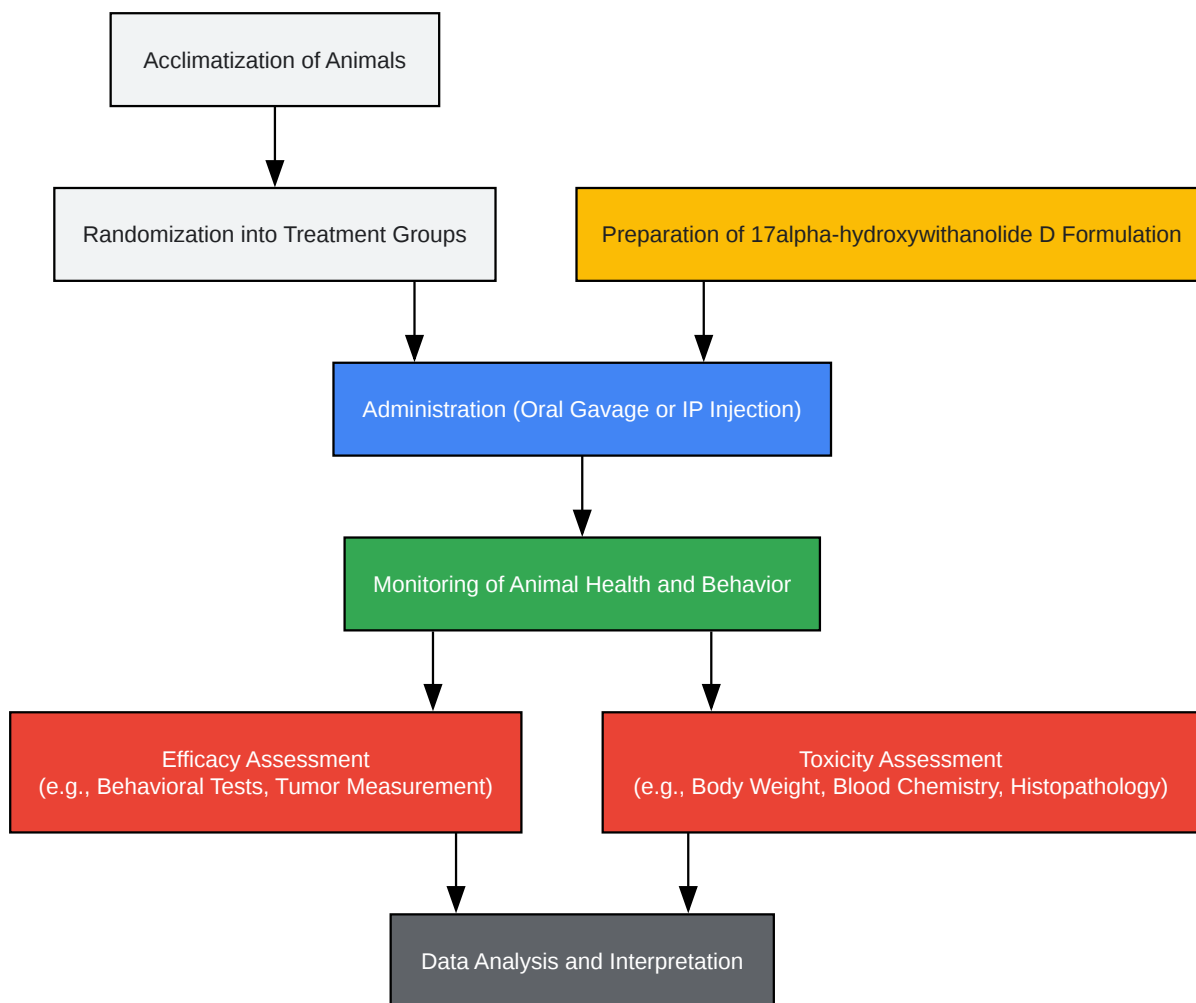 Acclimatization of Animals
Randomization into Treatment Groups
Preparation of 17alpha-hydroxywithanolide D Formulation
Administration (Oral Gavage or IP Injection)
Monitoring of Animal Health and Behavior
Efficacy Assessment
(e.g., Behavioral Tests, Tumor Measurement)
Toxicity Assessment
(e.g., Body Weight, Blood Chemistry, Histopathology)
Data Analysis and Interpretation